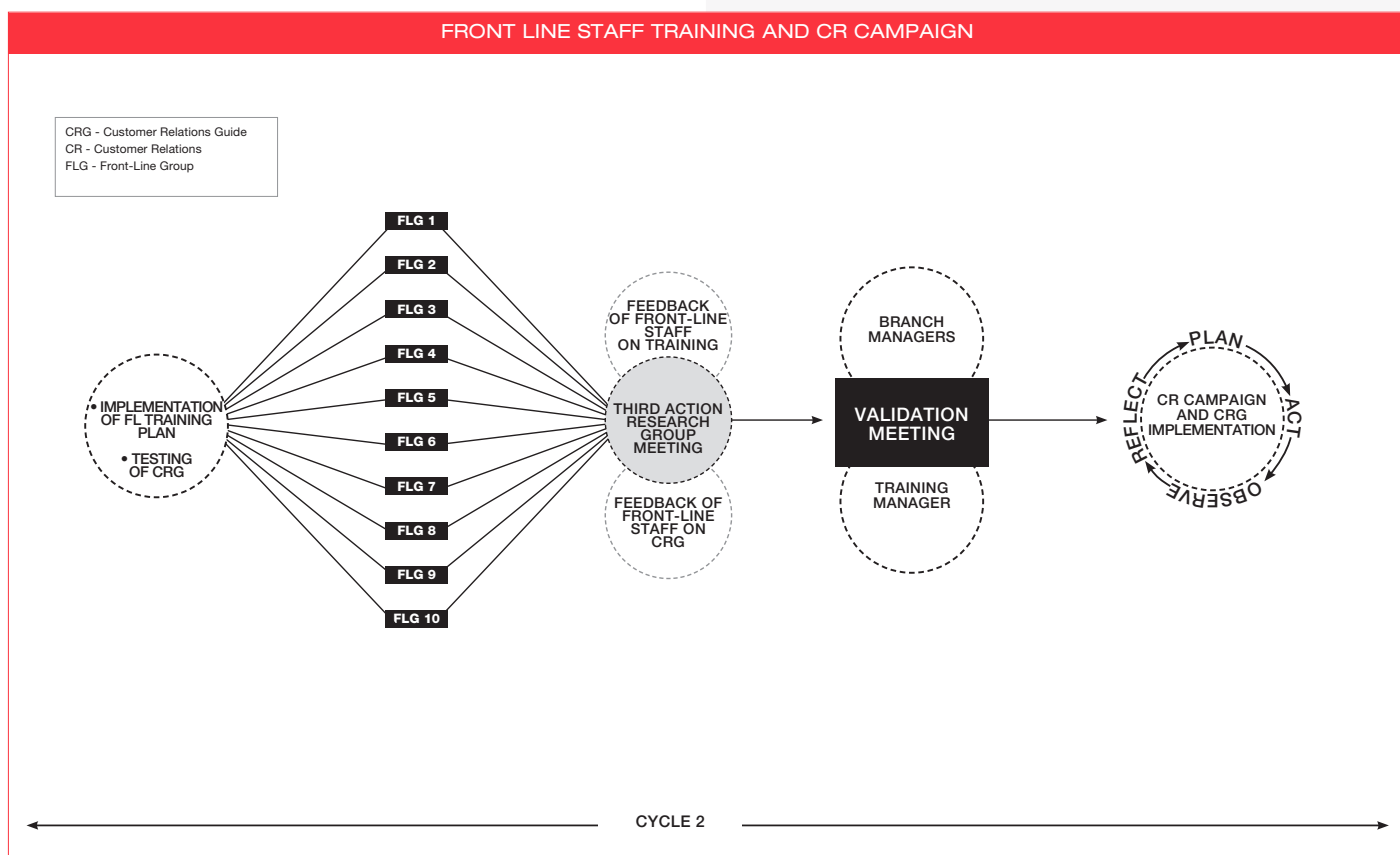 FRONT LINE STAFF TRAINING AND CR CAMPAIGN
CRG - Customer Relations Guide
CR - Customer Relations
FLG - Front-Line Group
• IMPLEMENTATION
OF FL TRAINING
PLAN
• TESTING
OF CRG
FLG 1
FLG 2
FLG 3
FLG 4
FLG 5
FLG 6
FLG 7
FLG 8
FLG 9
FLG 10
FEEDBACK
OF FRONT-LINE
STAFF
ON TRAINING
THIRD ACTION
RESEARCH
GROUP
MEETING
FEEDBACK OF
FRONT-LINE
STAFF ON
CRG
BRANCH
MANAGERS
VALIDATION
MEETING
TRAINING
MANAGER
PLAN
ACT
OBSERVE
REFLECT
CR CAMPAIGN
AND CRG
IMPLEMENTATION
CYCLE 2